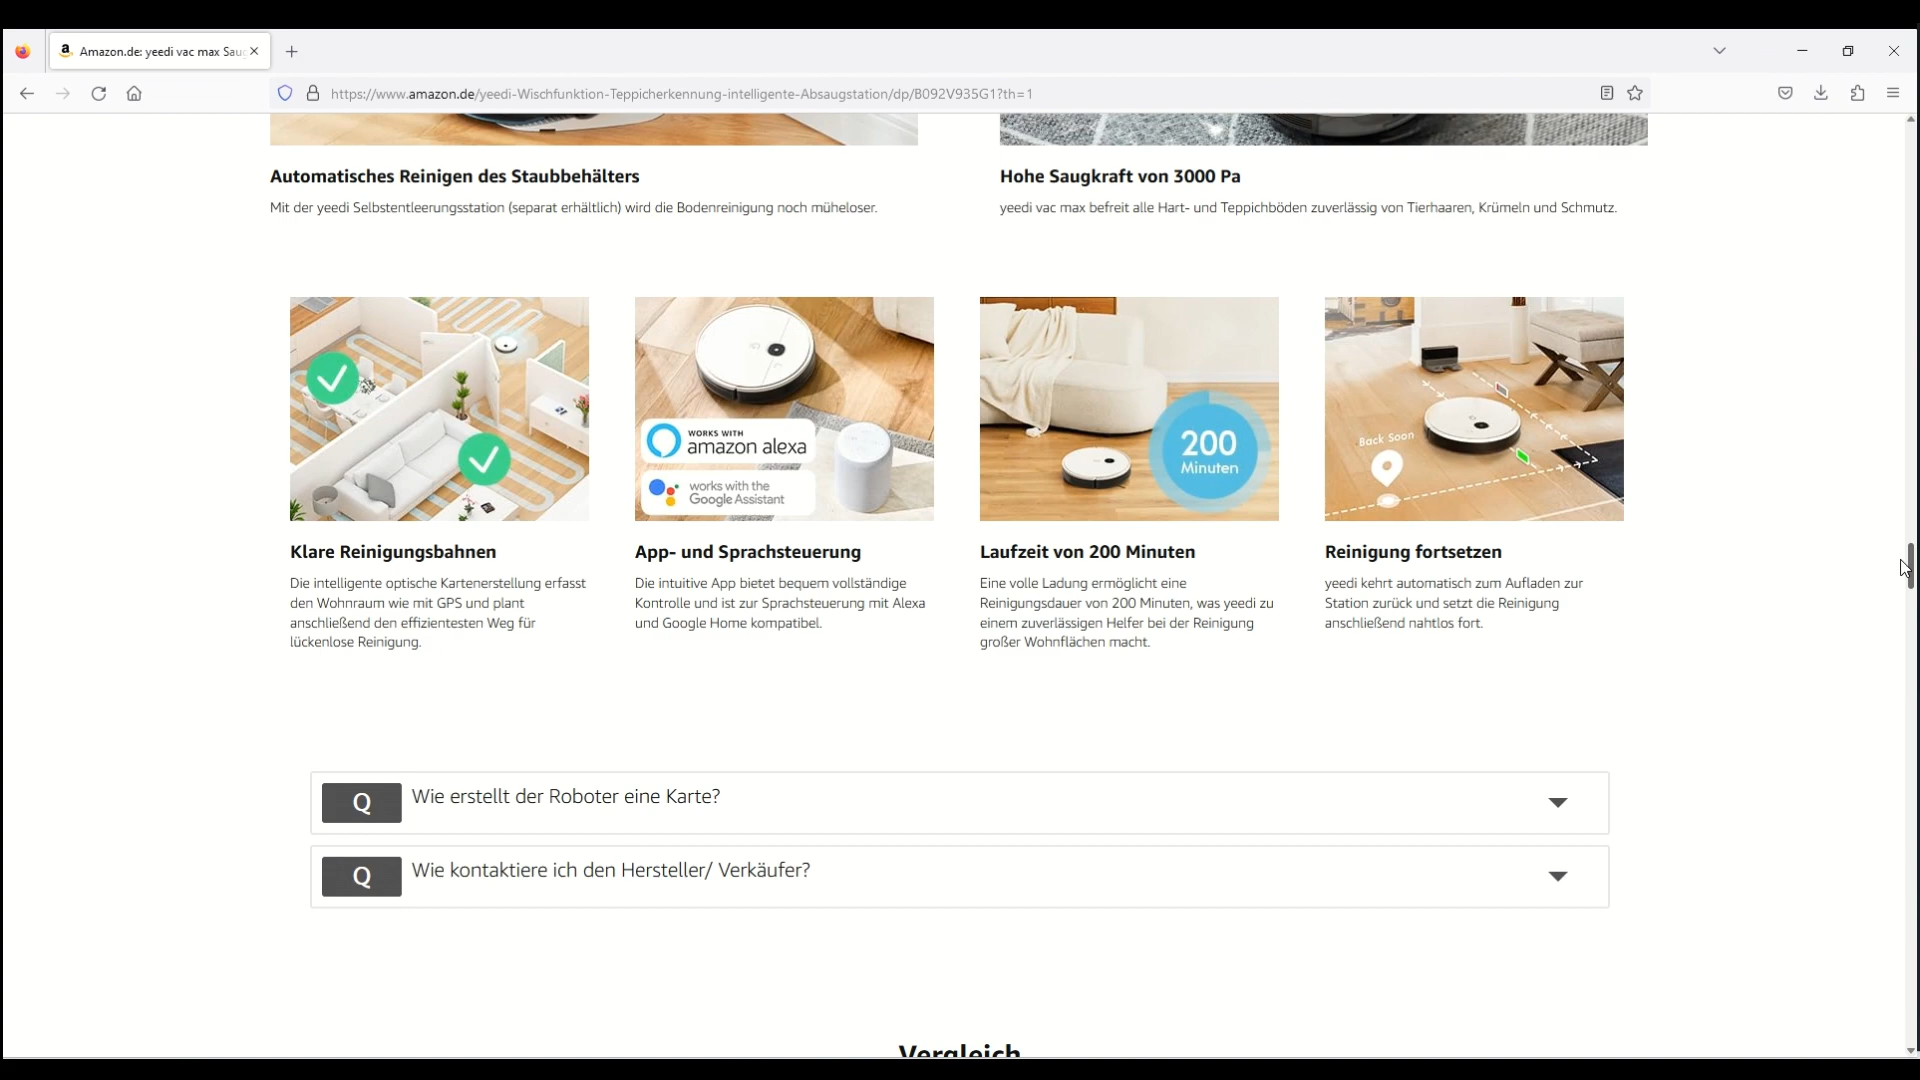 Amazon.de: yeedi vac max Saug
https://www.amazon.de/yeedi-Wischfunktion-Teppicherkennung-intelligente-Absaugstation/dp/B092V935G1?th=1
Automatisches Reinigen des Staubbehälters
Mit der yeedi Selbstentleerungsstation (separat erhältlich) wird die Bodenreinigung noch müheloser.
Hohe Saugkraft von 3000 Pa
yeedi vac max befreit alle Hart- und Teppichböden zuverlässig von Tierhaaren, Krümeln und Schmutz.
WORKS WITH
amazon alexa
works with the
Google Assistant
200
Minuten
Back Soon
Klare Reinigungsbahnen
Die intelligente optische Kartenerstellung erfasst
den Wohnraum wie mit GPS und plant
anschließend den effizientesten Weg für
lückenlose Reinigung.
App- und Sprachsteuerung
Die intuitive App bietet bequem vollständige
Kontrolle und ist zur Sprachsteuerung mit Alexa
und Google Home kompatibel.
Laufzeit von 200 Minuten
Eine volle Ladung ermöglicht eine
Reinigungsdauer von 200 Minuten, was yeedi zu
einem zuverlässigen Helfer bei der Reinigung
großer Wohnflächen macht.
Reinigung fortsetzen
yeedi kehrt automatisch zum Aufladen zur
Station zurück und setzt die Reinigung
anschließend nahtlos fort.
Q Wie erstellt der Roboter eine Karte?
Q Wie kontaktiere ich den Hersteller/ Verkäufer?
Vergleich